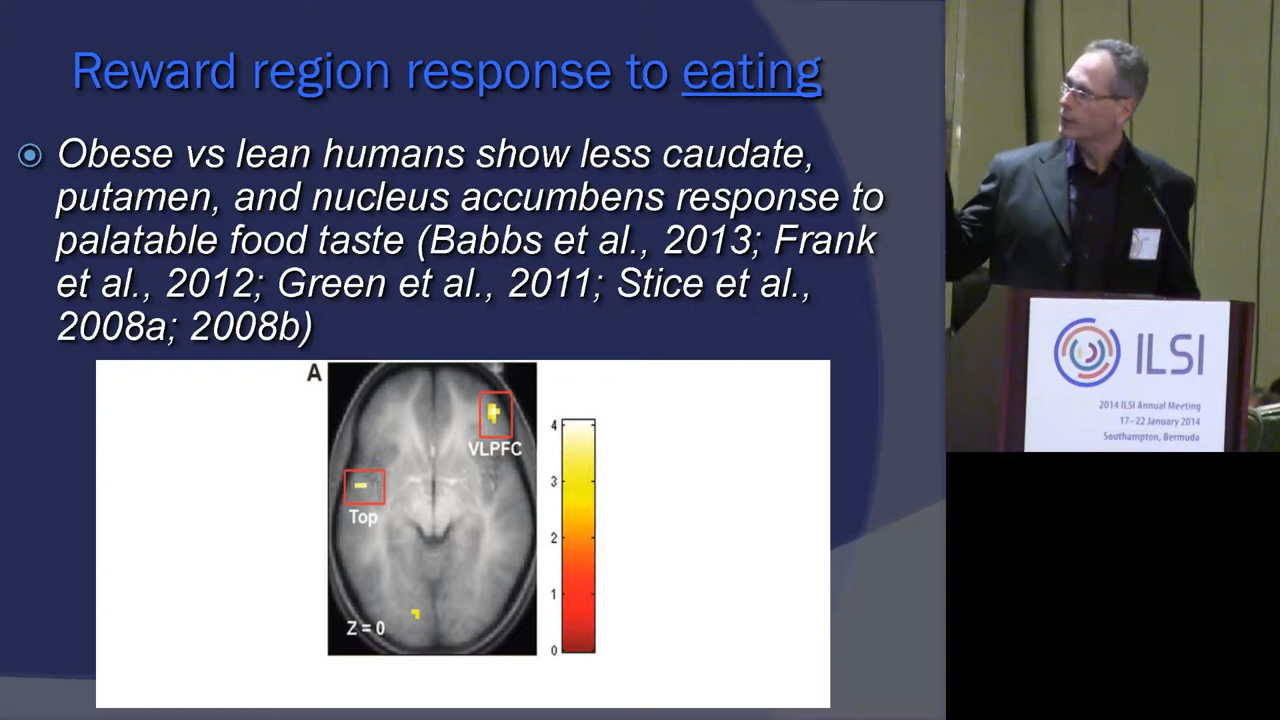 Reward region response to eating
Obese vs lean humans show less caudate,
putamen, and nucleus accumbens response to
palatable food taste (Babbs et al., 2013; Frank
et al., 2012; Green et al., 2011; Stice et al.,
2008a; 2008b)
A
VLPFC
Top
Z = 0
4
3
2
1
0
ILSI
2014 ILSI Annual Meeting
17–22 January 2014
Southampton, Bermuda